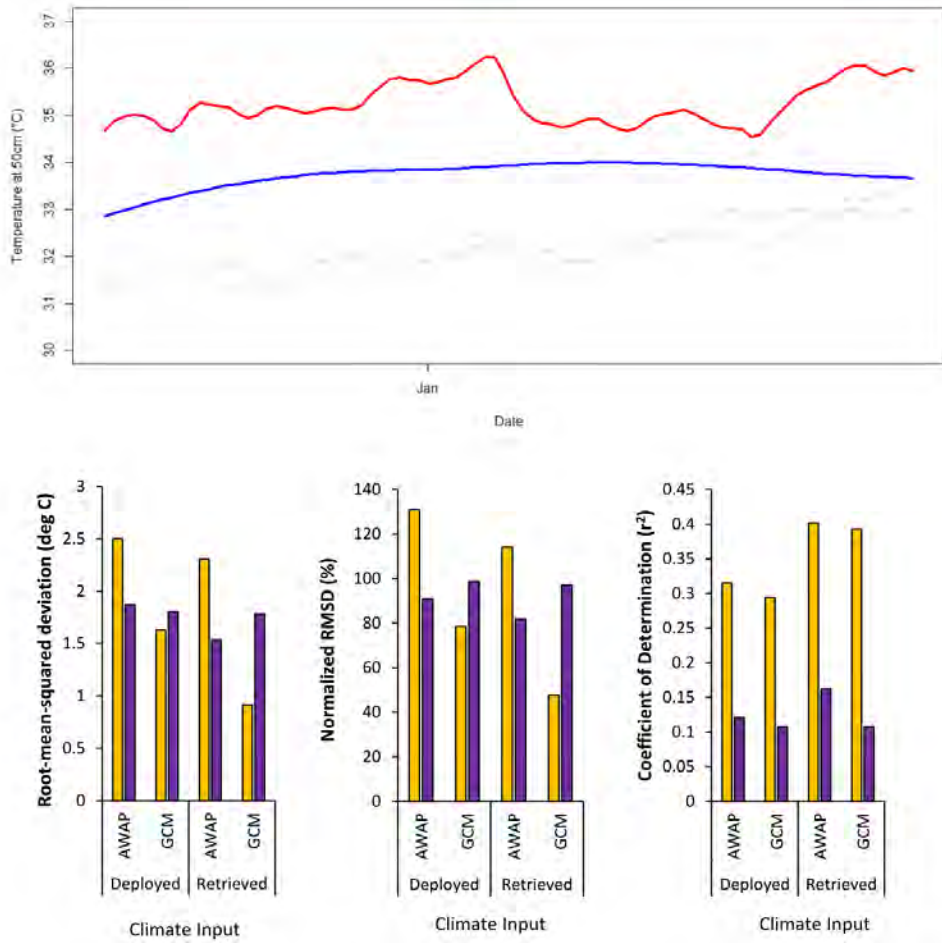 Temperature at 50cm (°C)
37
36
35
34
33
32
31
30
Jan
Date
Root-mean-squared deviation (deg C)
3
2.5
2
1.5
1
0.5
0
AWAP
GCM
AWAP
GCM
Deployed
Retrieved
Climate Input
Normalized RMSD (%)
140
120
100
80
60
40
20
0
AWAP
GCM
AWAP
GCM
Deployed
Retrieved
Climate Input
Coefficient of Determination (r²)
0.45
0.4
0.35
0.3
0.25
0.2
0.15
0.1
0.05
0
AWAP
GCM
AWAP
GCM
Deployed
Retrieved
Climate Input